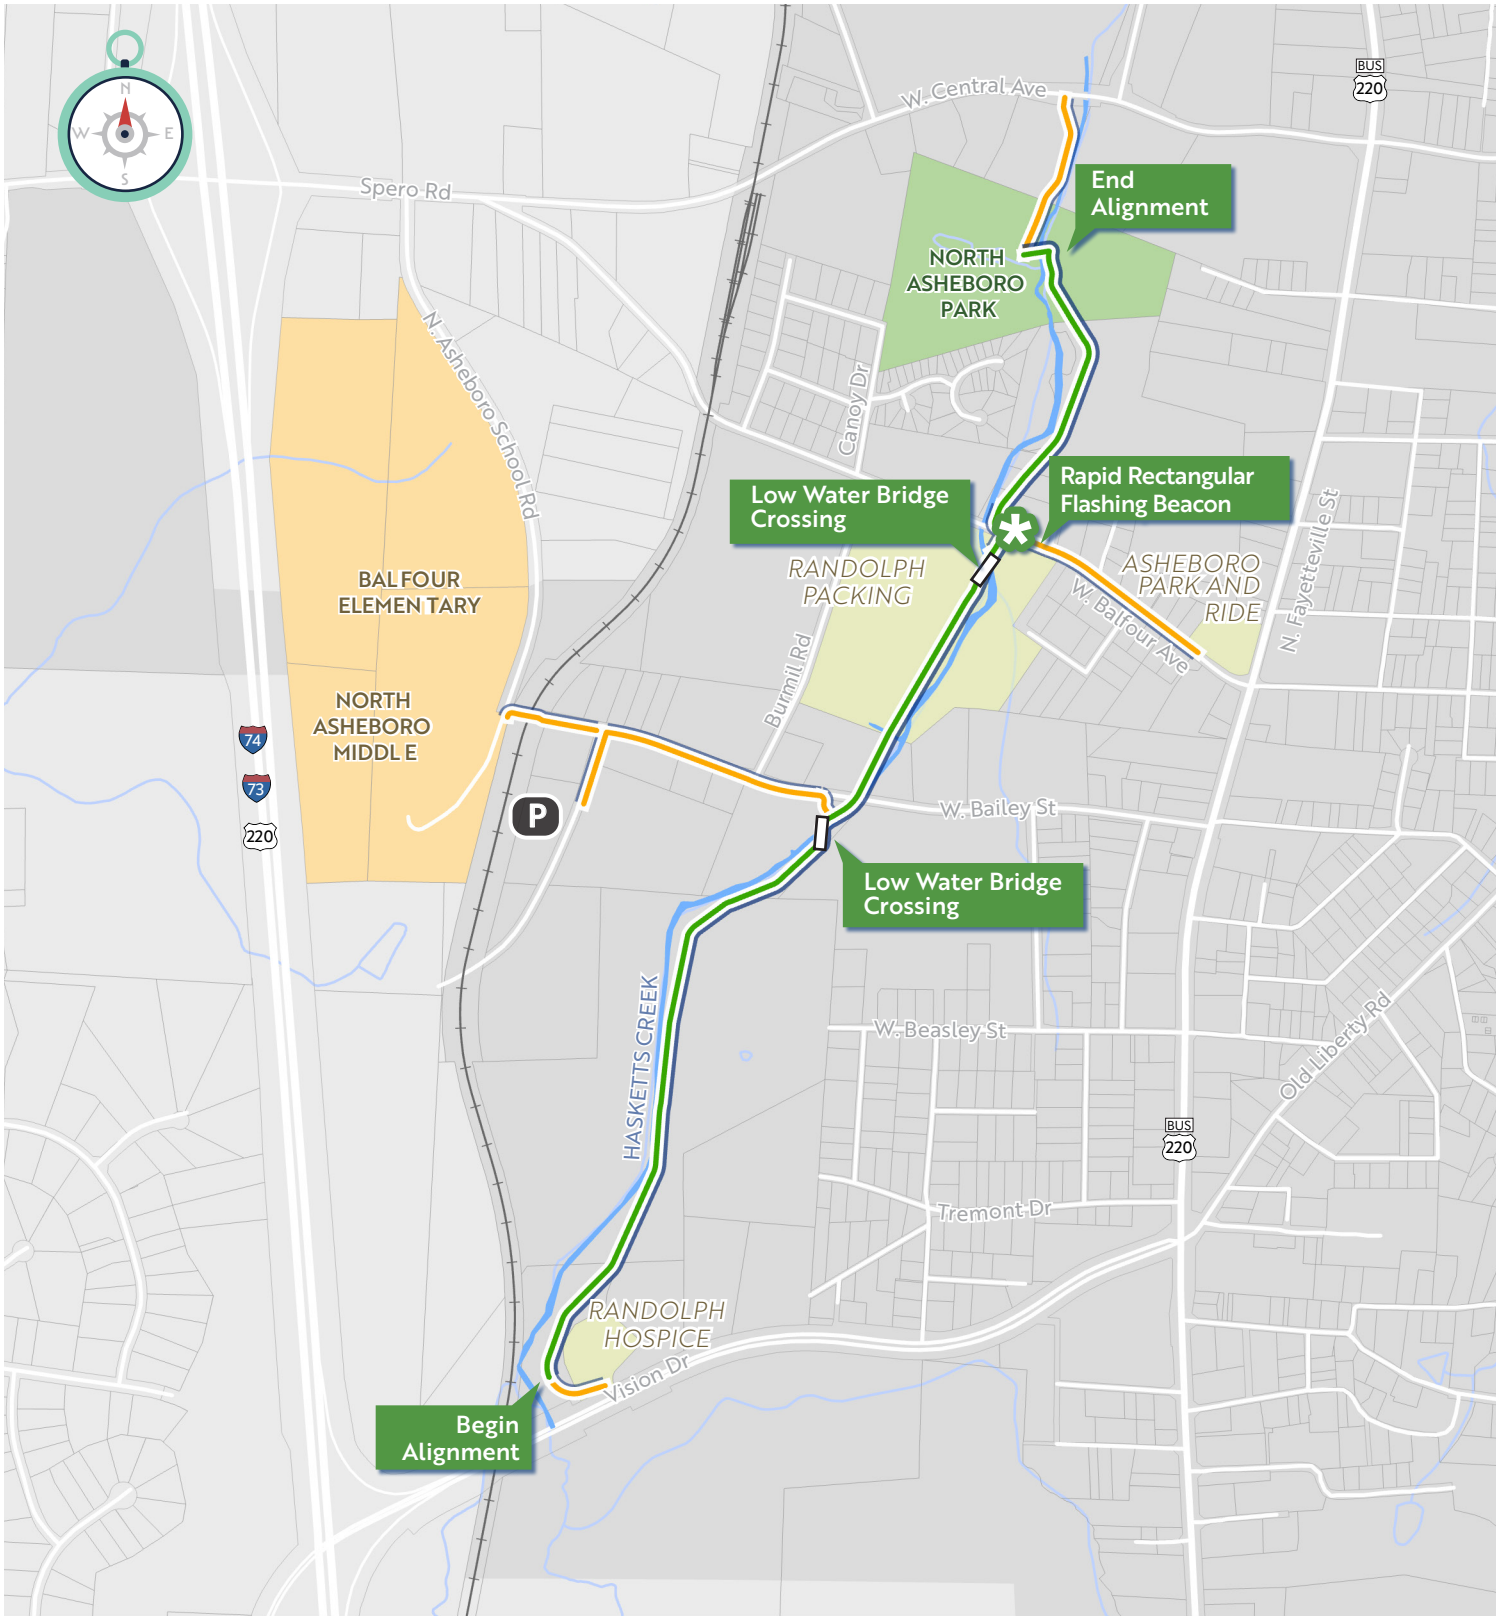 N
W
E
S
BUS
220
W. Central Ave
Spero Rd
End
Alignment
NORTH
ASHEBORO
PARK
N. Asheboro School Rd
Canoy Dr
Rapid Rectangular
Flashing Beacon
Low Water Bridge
Crossing
*
N. Fayetteville St
RANDOLPH
PACKING
ASHEBORO
PARK AND
RIDE
W. Balfour Ave
BALFOUR
ELEMEN TARY
Burmil Rd
NORTH
ASHEBORO
MIDDL E
74
73
220
P
W. Bailey St
Low Water Bridge
Crossing
HASKETTS CREEK
W. Beasley St
Old Liberty Rd
BUS
220
Tremont Dr
RANDOLPH
HOSPICE
Vision Dr
Begin
Alignment